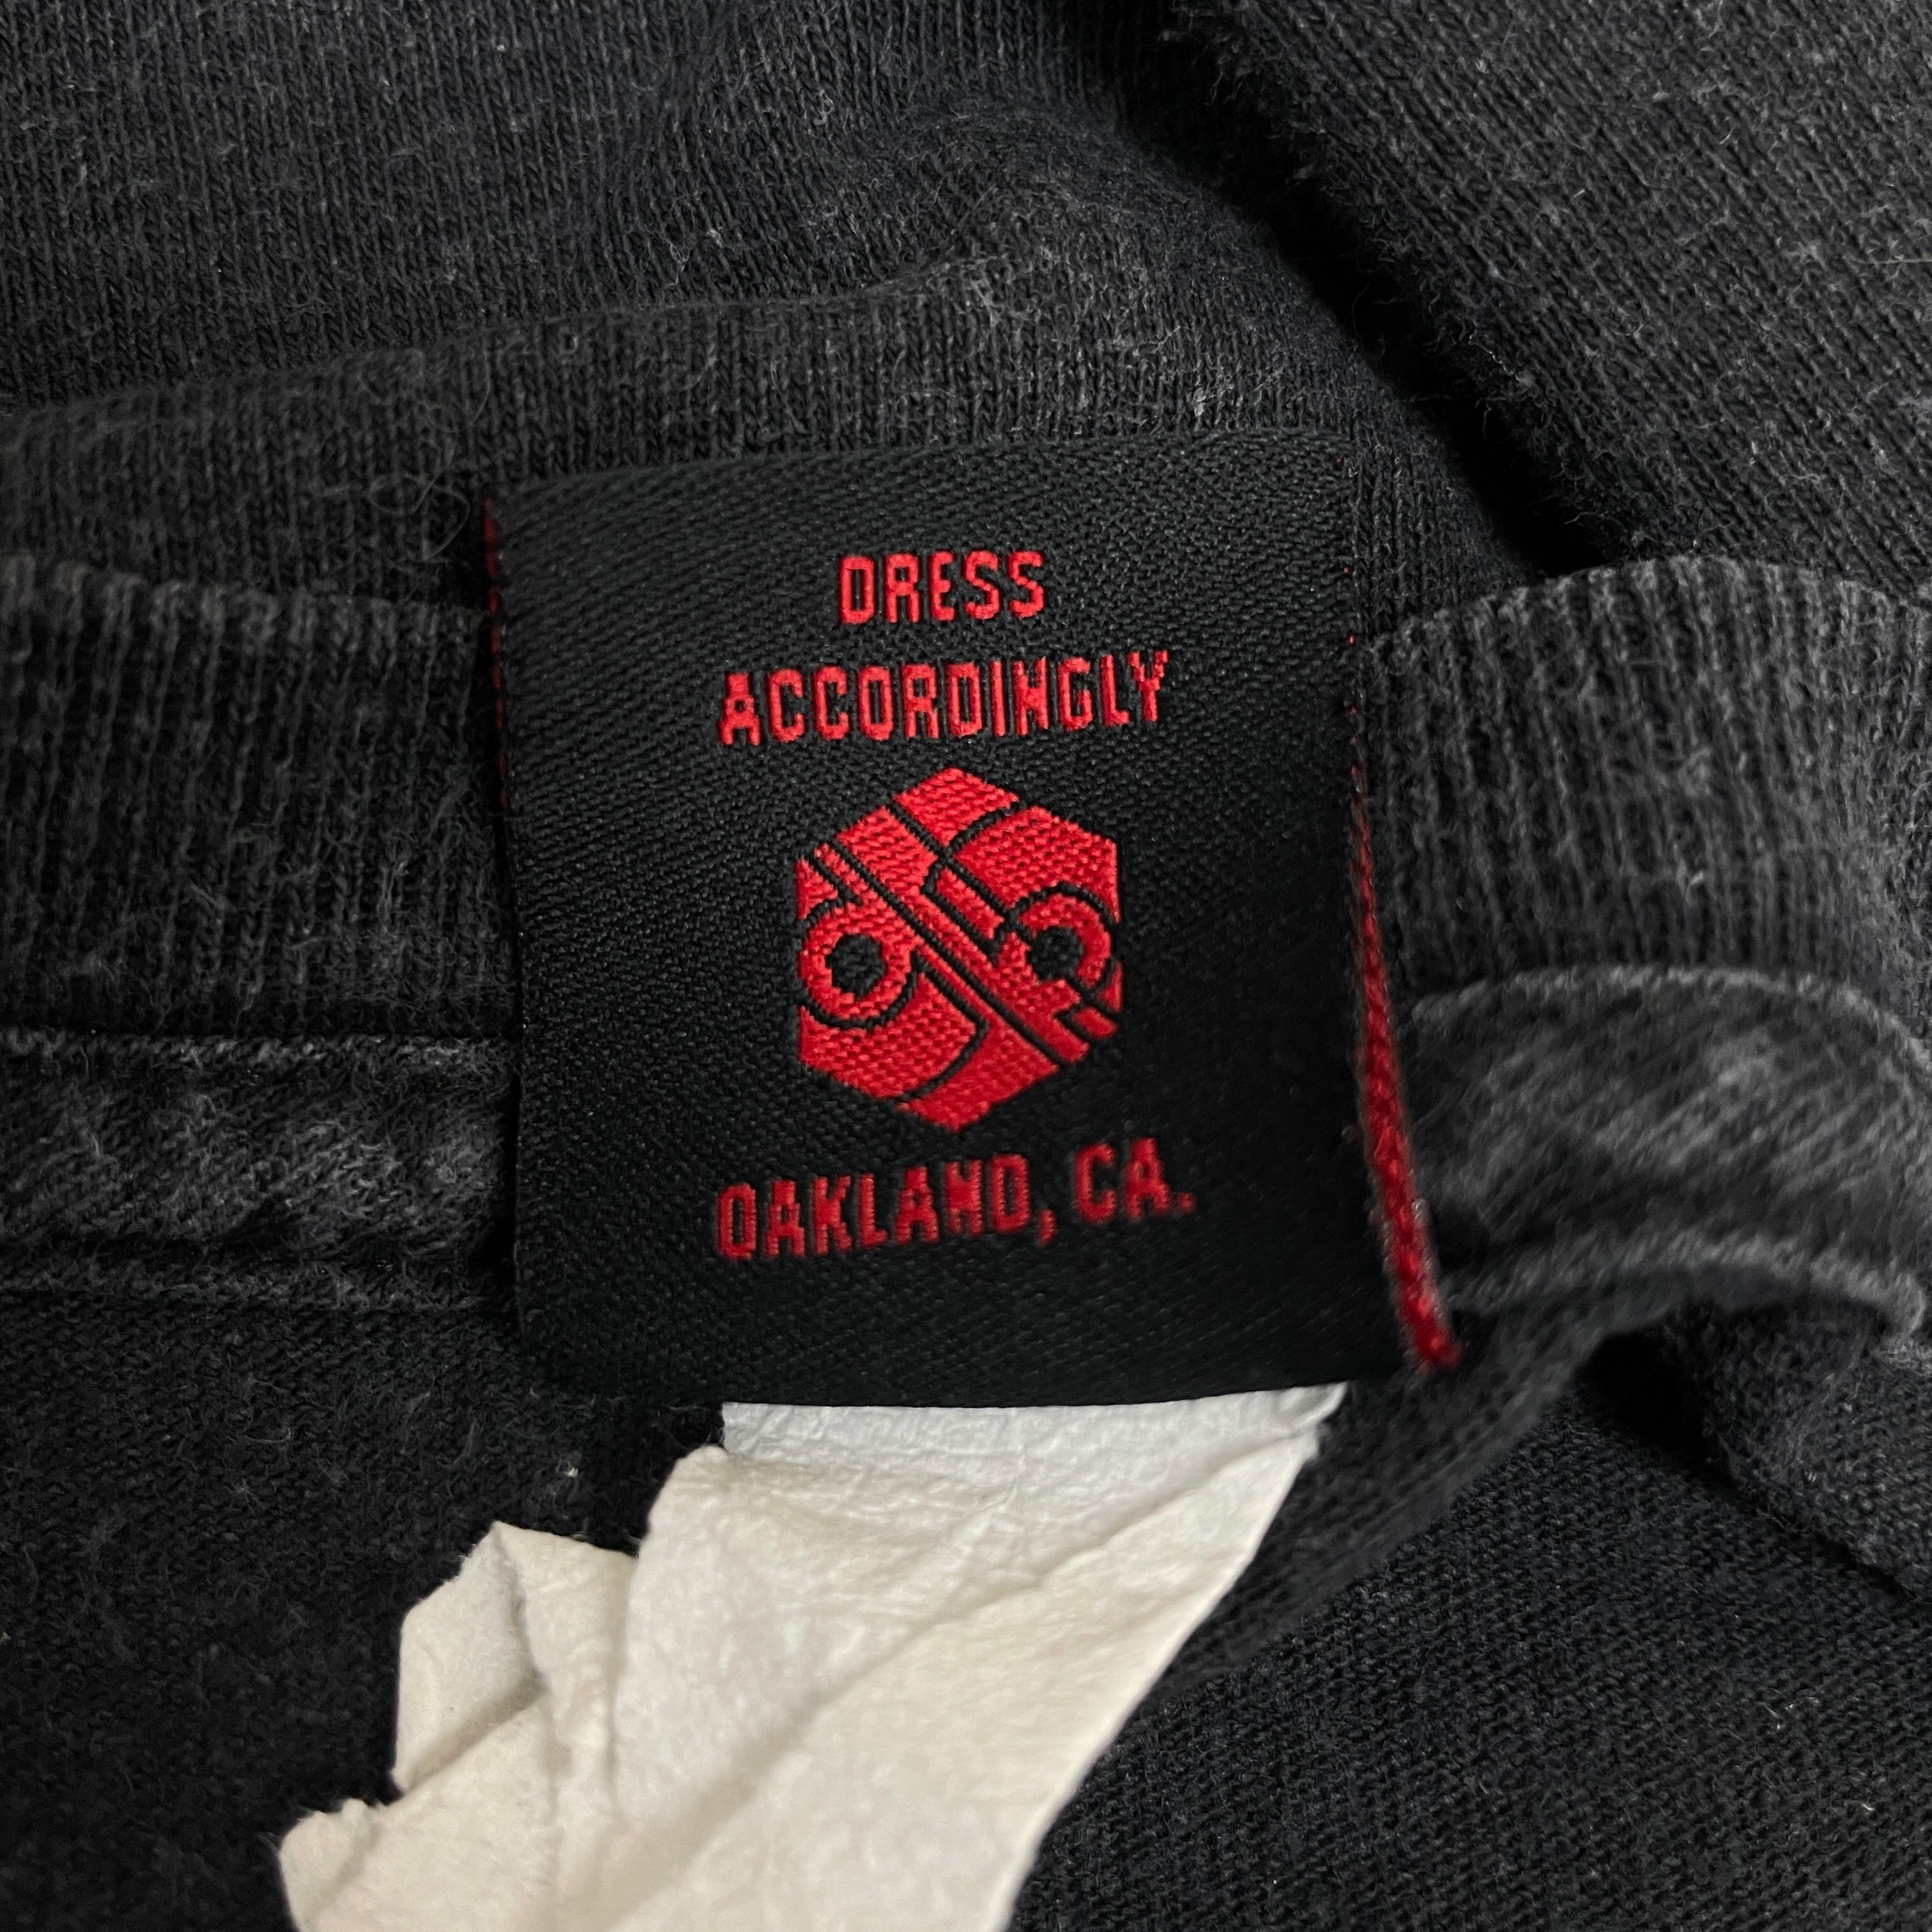 DRESS
ACCORDINGLY
OAKLAND, CA.